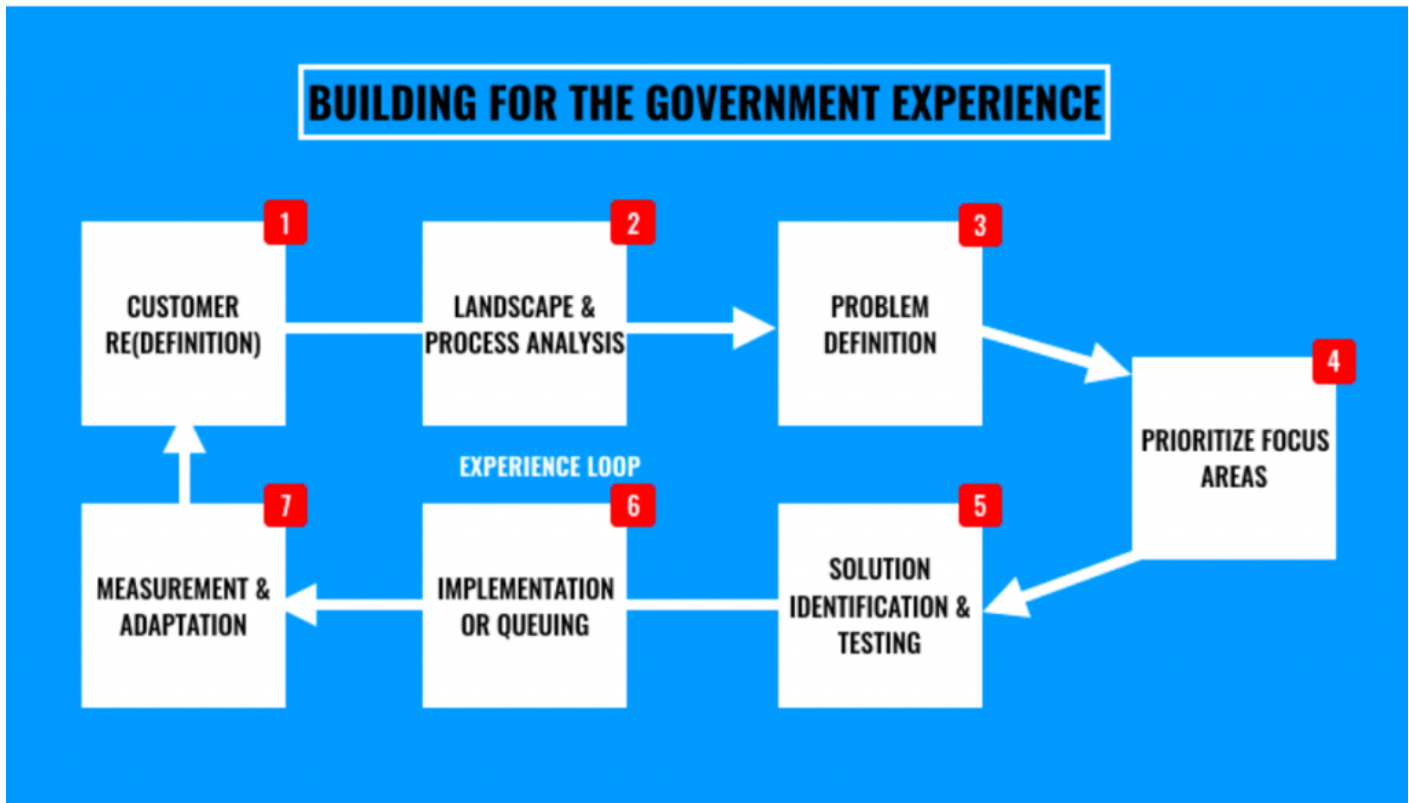 BUILDING FOR THE GOVERNMENT EXPERIENCE
1
CUSTOMER
RE(DEFINITION)
2
LANDSCAPE &
PROCESS ANALYSIS
3
PROBLEM
DEFINITION
4
PRIORITIZE FOCUS
AREAS
EXPERIENCE LOOP
5
SOLUTION
IDENTIFICATION &
TESTING
6
IMPLEMENTATION
OR QUEUING
7
MEASUREMENT &
ADAPTATION